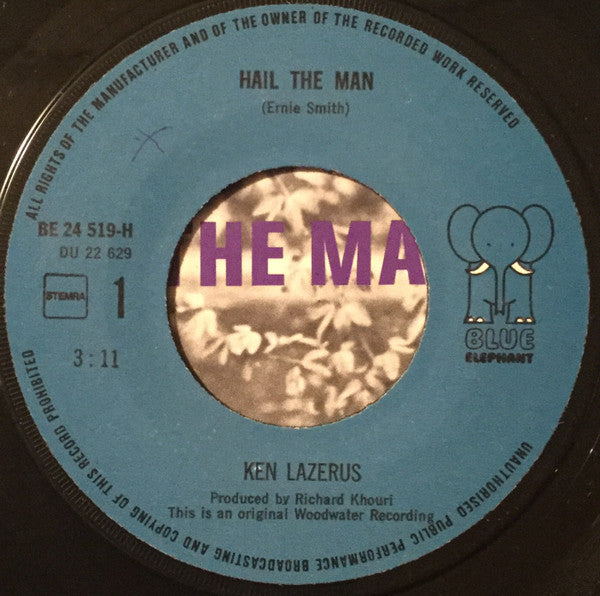 ALL RIGHTS OF THE MANUFACTURER AND OF THE OWNER OF THE RECORDED WORK RESERVED
HAIL THE MAN
(Ernie Smith)
BE 24 519-H
DU 22 629
STEMRA
1
3:11
THE MA
BLUE
ELEPHANT
KEN LAZERUS
Produced by Richard Khouri
This is an original Woodwater Recording
UNAUTHORISED PUBLIC PERFORMANCE BROADCASTING AND COPYING OF THIS RECORD PROHIBITED